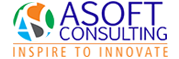 ASOFT
CONSULTING
INSPIRE TO INNOVATE